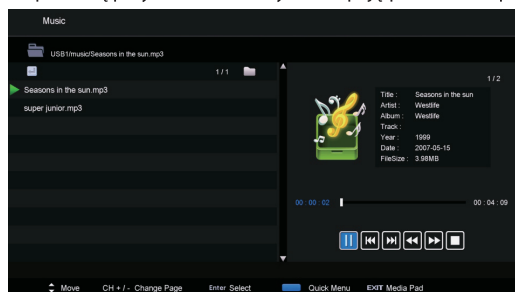 Music
USB1/music/Seasons in the sun.mp3
1/1
Seasons in the sun.mp3
super junior.mp3
1/2
Title : Seasons in the sun
Artist : Westlife
Album : Westlife
Track :
Year : 1999
Date : 2007-05-15
FileSize : 3.98MB
00 : 00 : 02
00 : 04 : 09
Move CH + / - Change Page Enter Select Quick Menu EXIT Media Pad